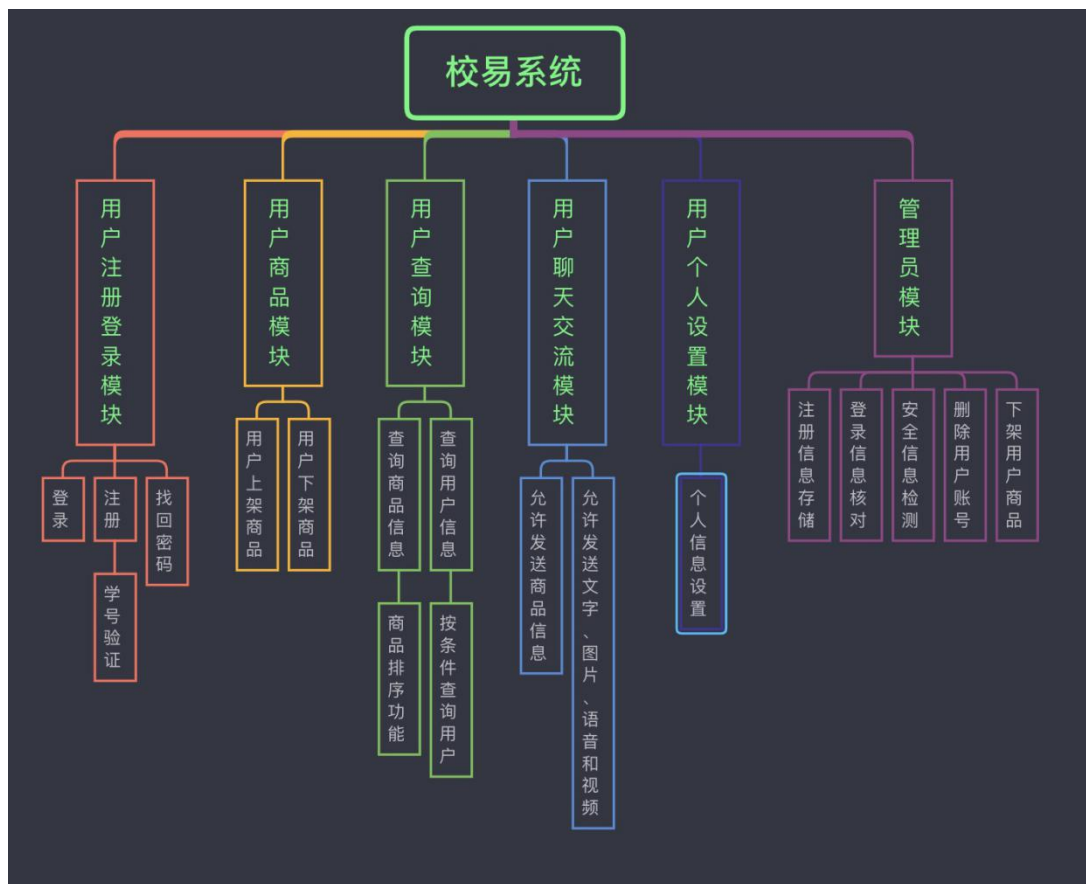 校易系统
用户注册登录模块
用户商品模块
用户查询模块
用户聊天交流模块
用户个人设置模块
管理员模块
登录
注册
找回密码
学号验证
用户上架商品
用户下架商品
查询商品信息
查询用户信息
商品排序功能
按条件查询用户
允许发送商品信息
允许发送文字、图片、语音和视频
个人信息设置
注册信息存储
登录信息核对
安全信息检测
删除用户账号
下架用户商品